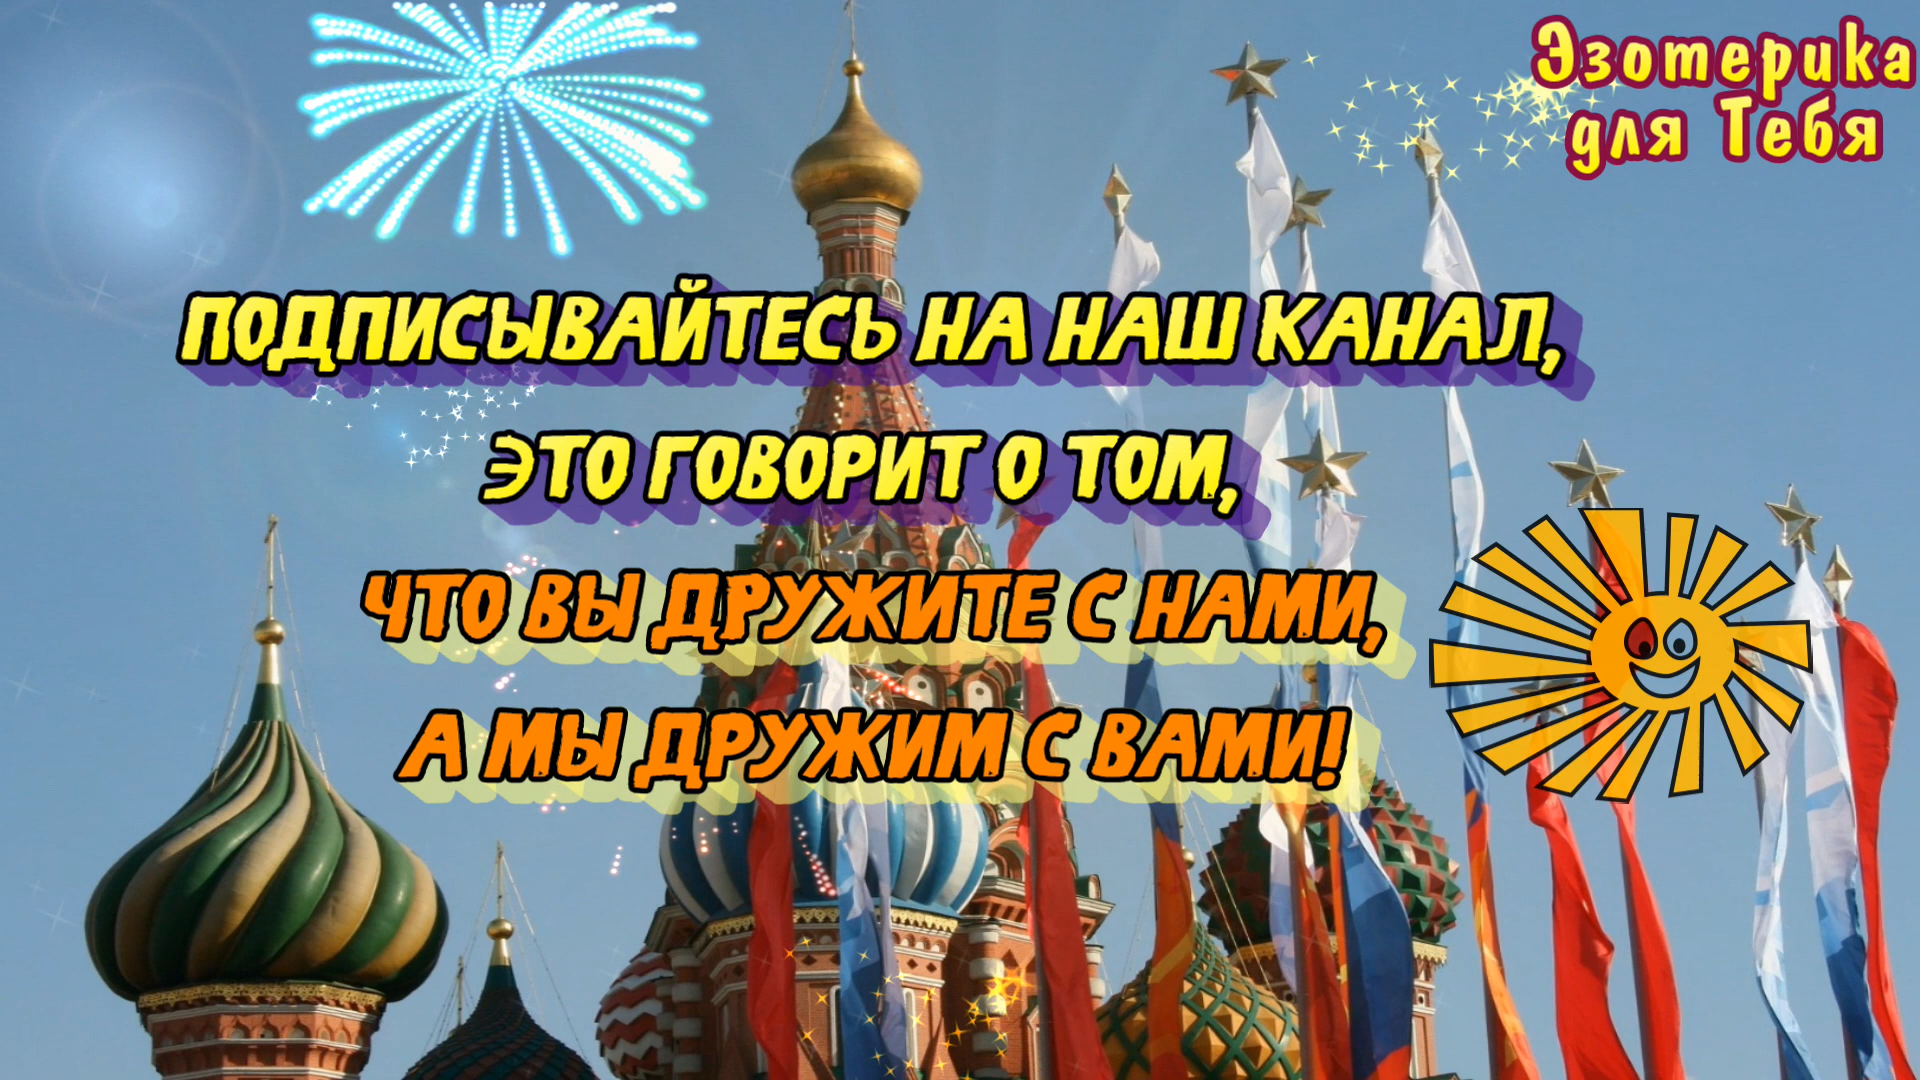 Эзотерика
для Тебя
ПОДПИСЫВАЙТЕСЬ НА НАШ КАНАЛ,
ЭТО ГОВОРИТ О ТОМ,
ЧТО ВЫ ДРУЖИТЕ С НАМИ,
А МЫ ДРУЖИМ С ВАМИ!